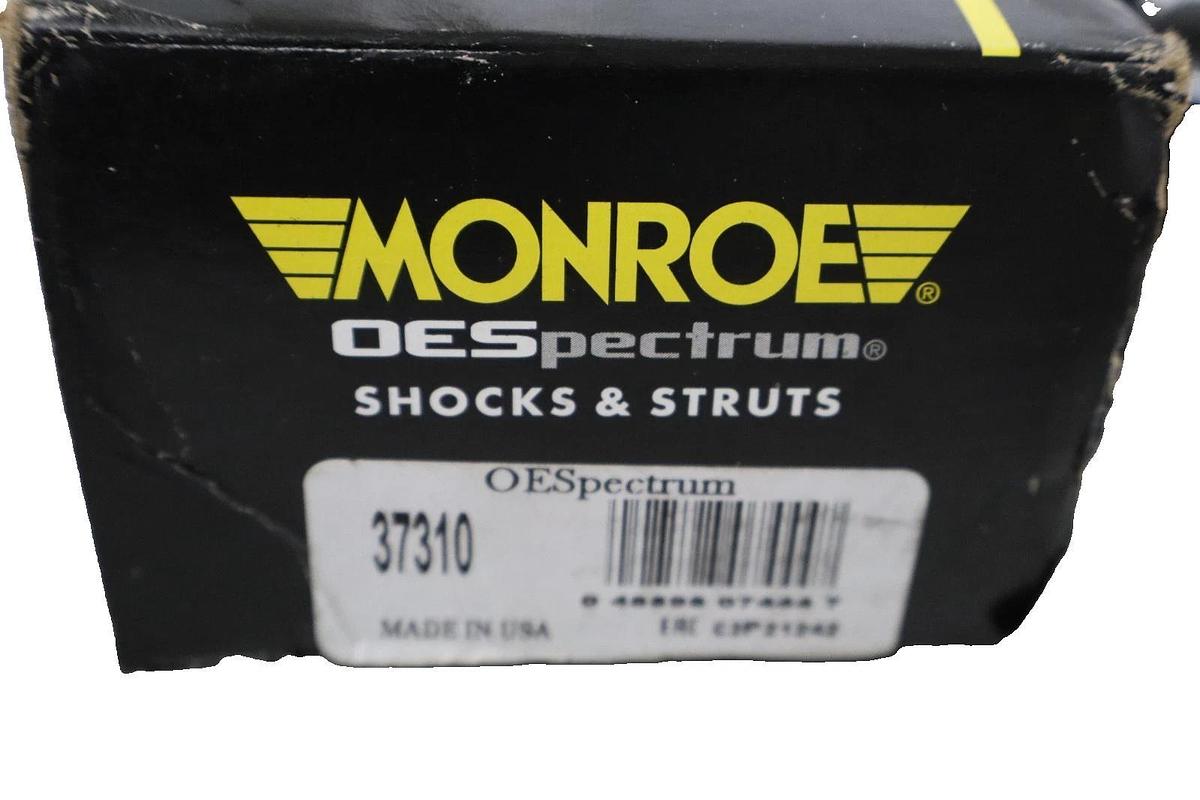 MONROE®
OESpectrum®
SHOCKS & STRUTS
OESpectrum
37310
MADE IN USA